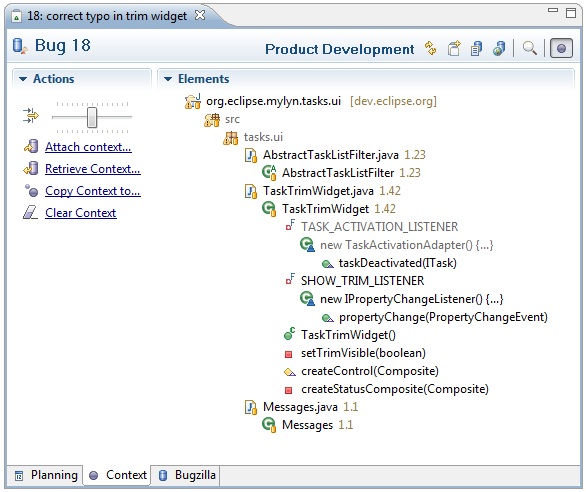 18: correct typo in trim widget
Bug 18
Product Development
Actions
Attach context...
Retrieve Context...
Copy Context to...
Clear Context
Elements
org.eclipse.mylyn.tasks.ui [dev.eclipse.org]
src
tasks.ui
AbstractTaskListFilter.java 1.23
AbstractTaskListFilter 1.23
TaskTrimWidget.java 1.42
TaskTrimWidget 1.42
TASK_ACTIVATION_LISTENER
new TaskActivationAdapter() {...}
taskDeactivated(ITask)
SHOW_TRIM_LISTENER
new IPropertyChangeListener() {...}
propertyChange(PropertyChangeEvent)
TaskTrimWidget()
setTrimVisible(boolean)
createControl(Composite)
createStatusComposite(Composite)
Messages.java 1.1
Messages 1.1
Planning Context Bugzilla